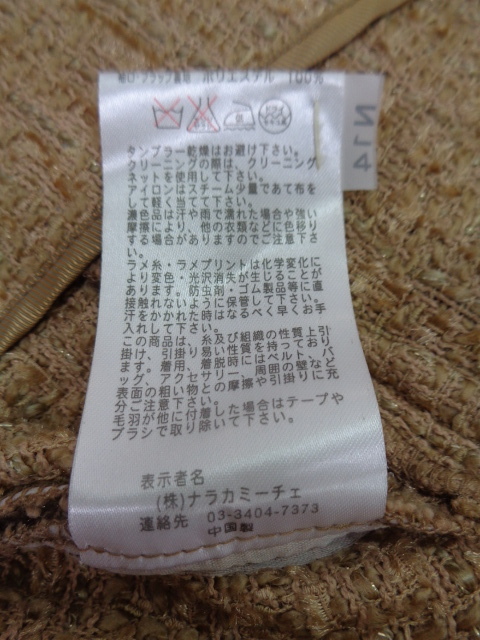 袖口・フラップ裏部 ポリエステル 100%
N14
タンブラー乾燥はお避け下さい。
クリーニングの際は、クリーニング
ネットを使用して下さい。
アイロンはスチーム少量であて布を
して軽く当てて下さい。
濃色品は汗や雨で濡れた場合や強い
摩擦により、他の衣類などに色移り
する場合がありますのでご注意下さ
い。
ラメ糸・ラメプリントは化学変化に
より変色・光沢消失が生じることが
あります。防虫剤・ゴム製品等に直
接触れないように保管して下さい。
汗をかかれた時はなるべく早くお手
入れして下さい。
この商品は、糸及び組織の性質上引
掛け、引掛り易い性質を持っており
ます。着用、着脱時にはベルト、バ
ッグ、アクセサリー、周囲の壁など
表面の粗い物との摩擦や引掛りに充
分ご注意下さい。
毛羽が他に付着した場合はテープや
ブラシで取り除いて下さい。
表示者名
(株)ナラカミーチェ
連絡先 03-3404-7373
中国製